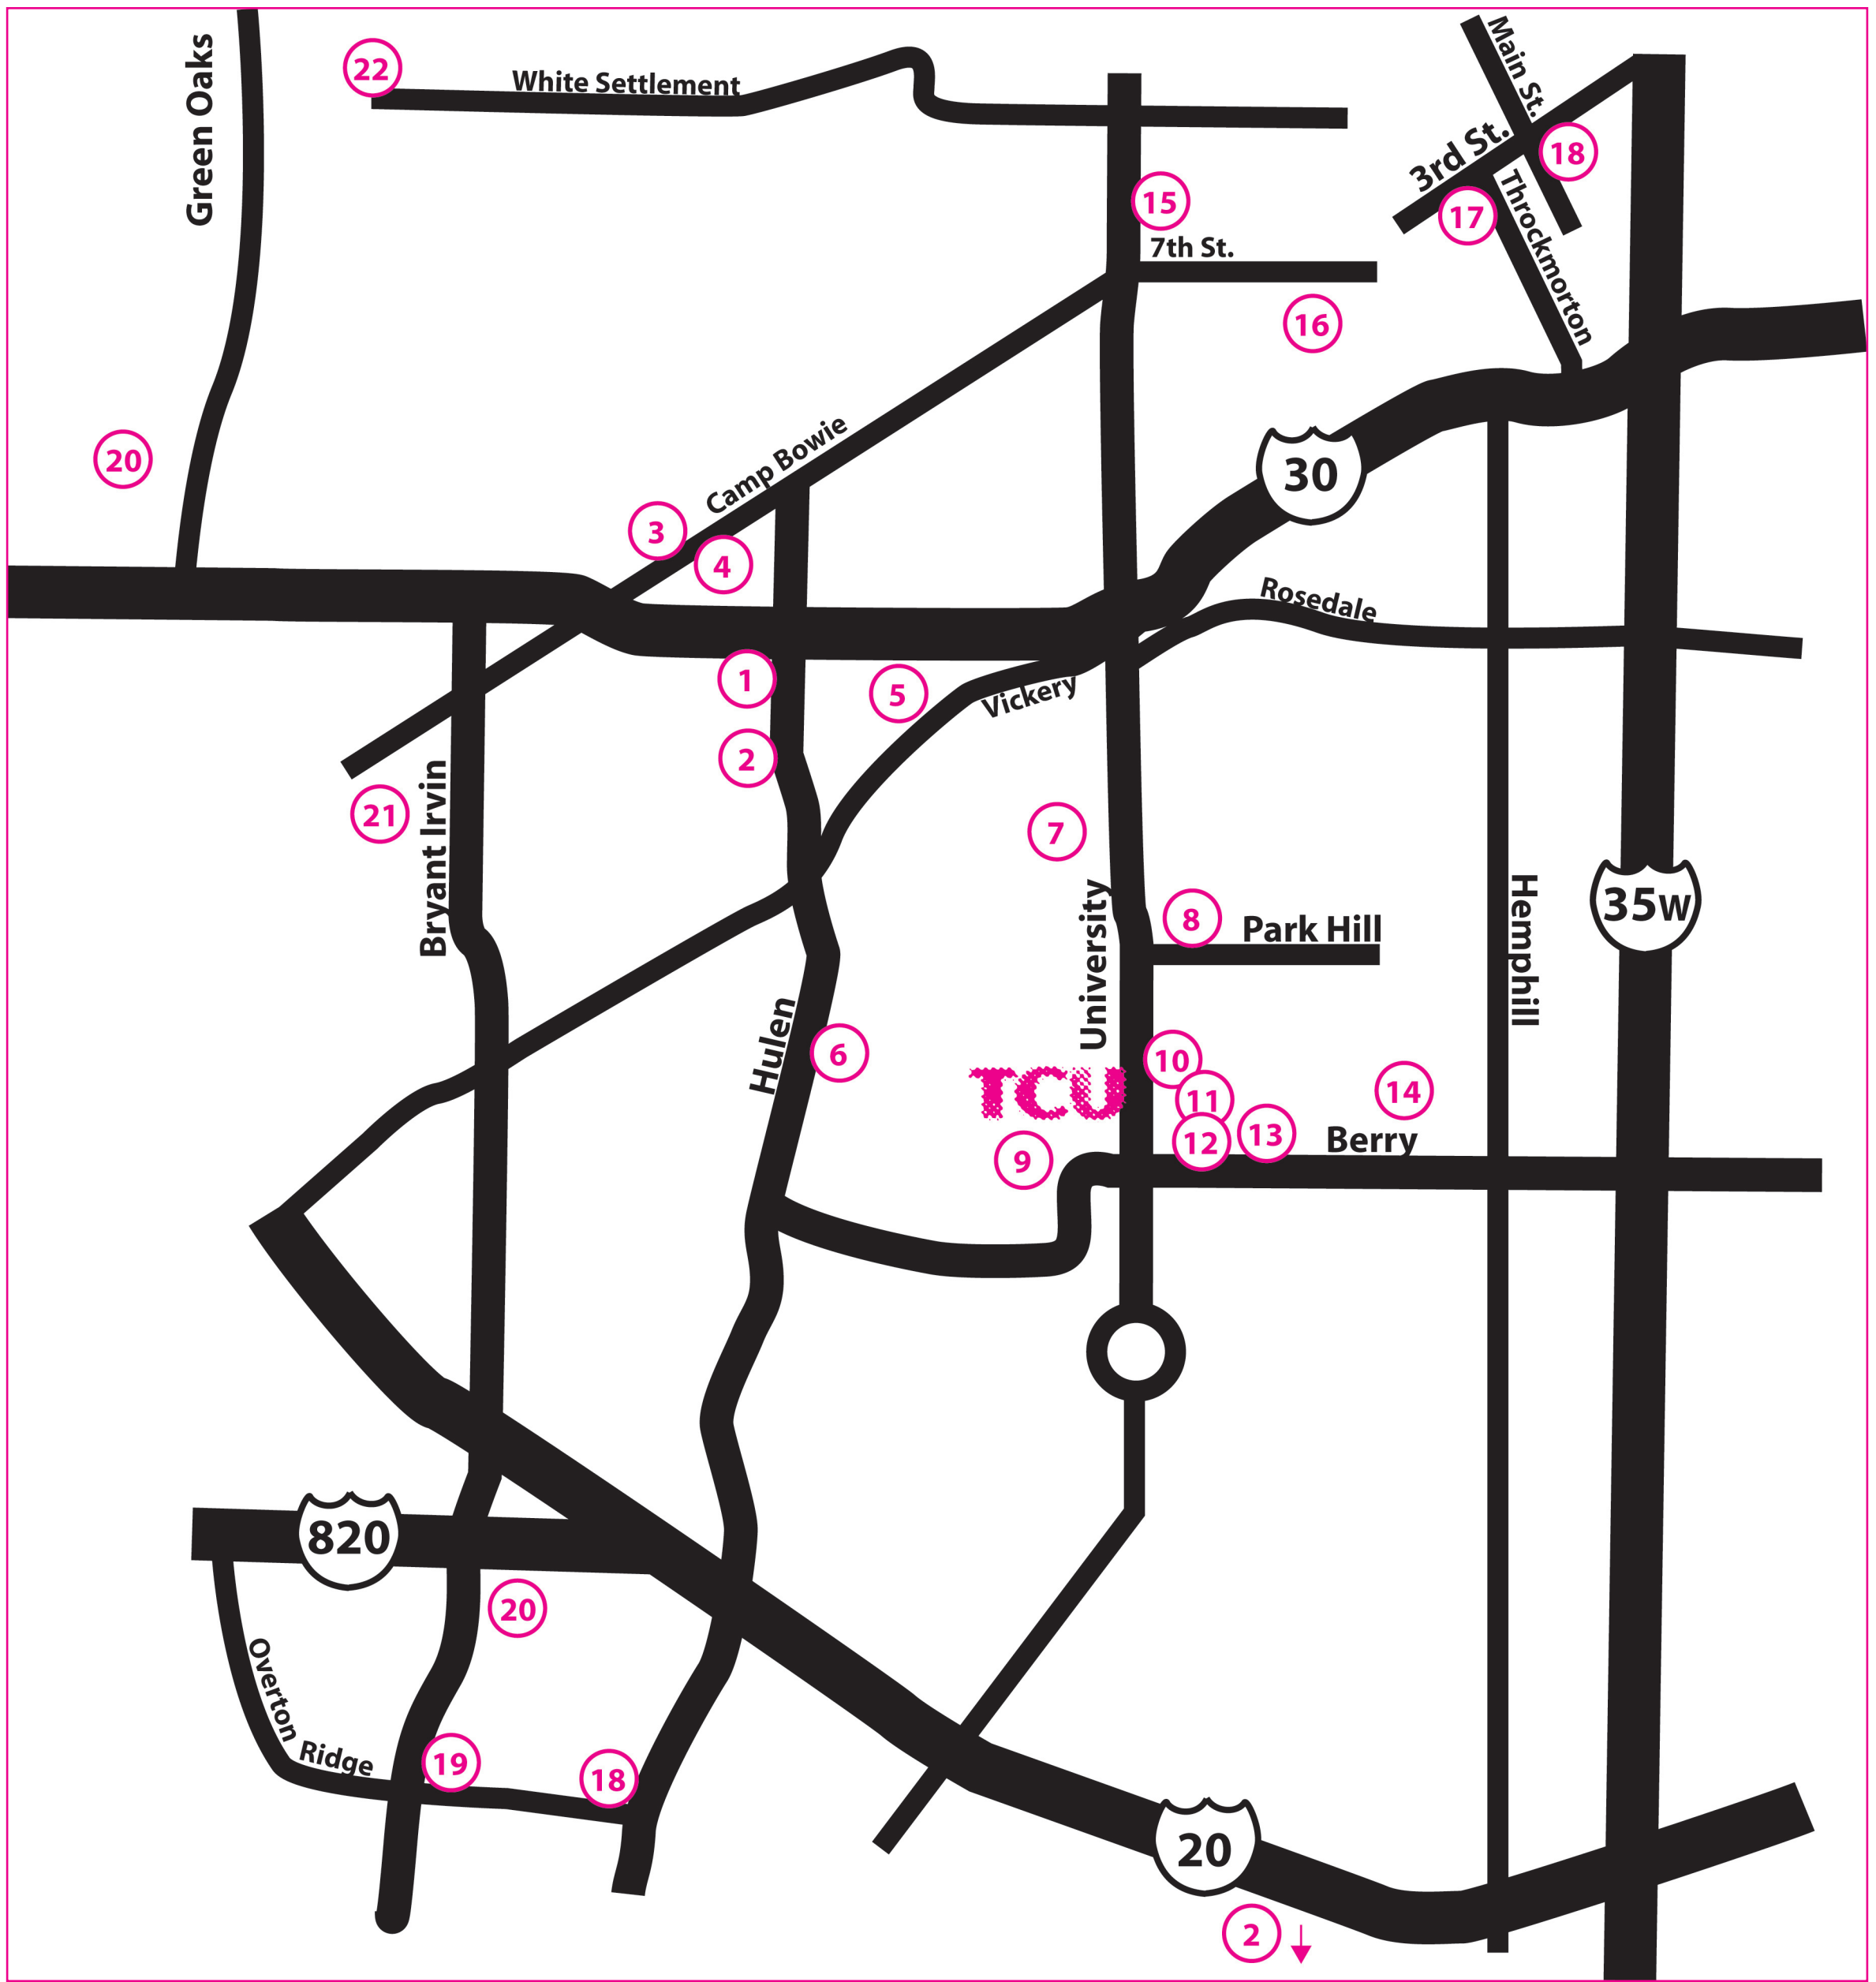 Green Oaks
22
White Settlement
Main St.
3rd St.
18
15
17
Throckmorton
7th St.
16
20
Camp Bowie
30
3
4
Rosedale
1
5
Vickery
2
21
Bryant Irvin
7
University
8
Park Hill
Hemphill
35W
Hulen
6
TCU
10
11
14
12
13
Berry
9
820
20
Overton
Ridge
19
18
20
2